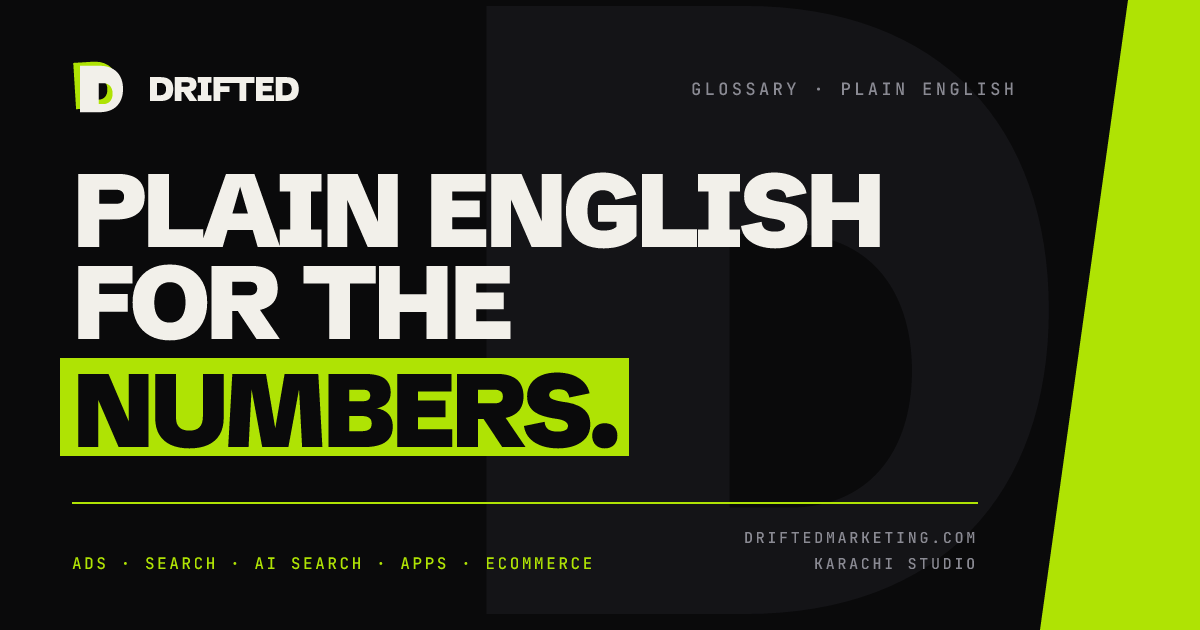 DRIFTED
GLOSSARY · PLAIN ENGLISH
PLAIN ENGLISH
FOR THE
NUMBERS.
ADS · SEARCH · AI SEARCH · APPS · ECOMMERCE
DRIFTEDMARKETING.COM
KARACHI STUDIO